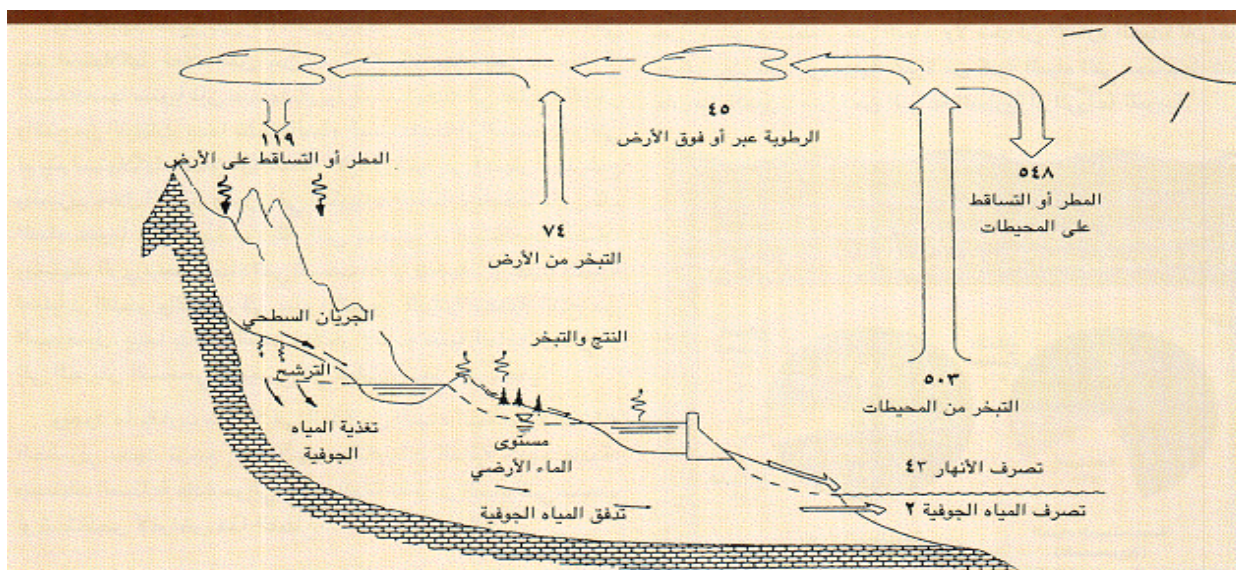 ٤٥
الرطوبة عبر أو فوق الأرض
٥٤٨
المطر أو التساقط
على المحيطات
١١٩
المطر أو التساقط على الأرض
٧٤
التبخر من الأرض
الجريان السطحي
النتح والتبخر
الترشح
٥٠٣
التبخر من المحيطات
تغذية المياه
الجوفية
مستوى
الماء الأرضي
تصرف الأنهار ٤٣
تدفق المياه الجوفية
تصرف المياه الجوفية ٢